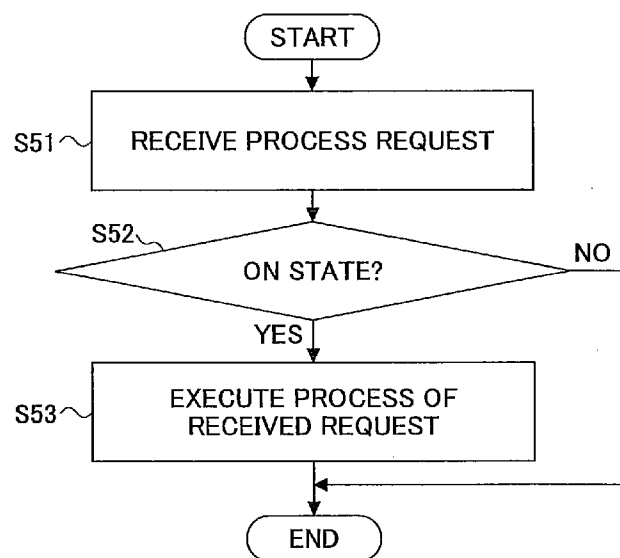 START
S51
RECEIVE PROCESS REQUEST
S52
ON STATE?
NO
YES
S53
EXECUTE PROCESS OF
RECEIVED REQUEST
END